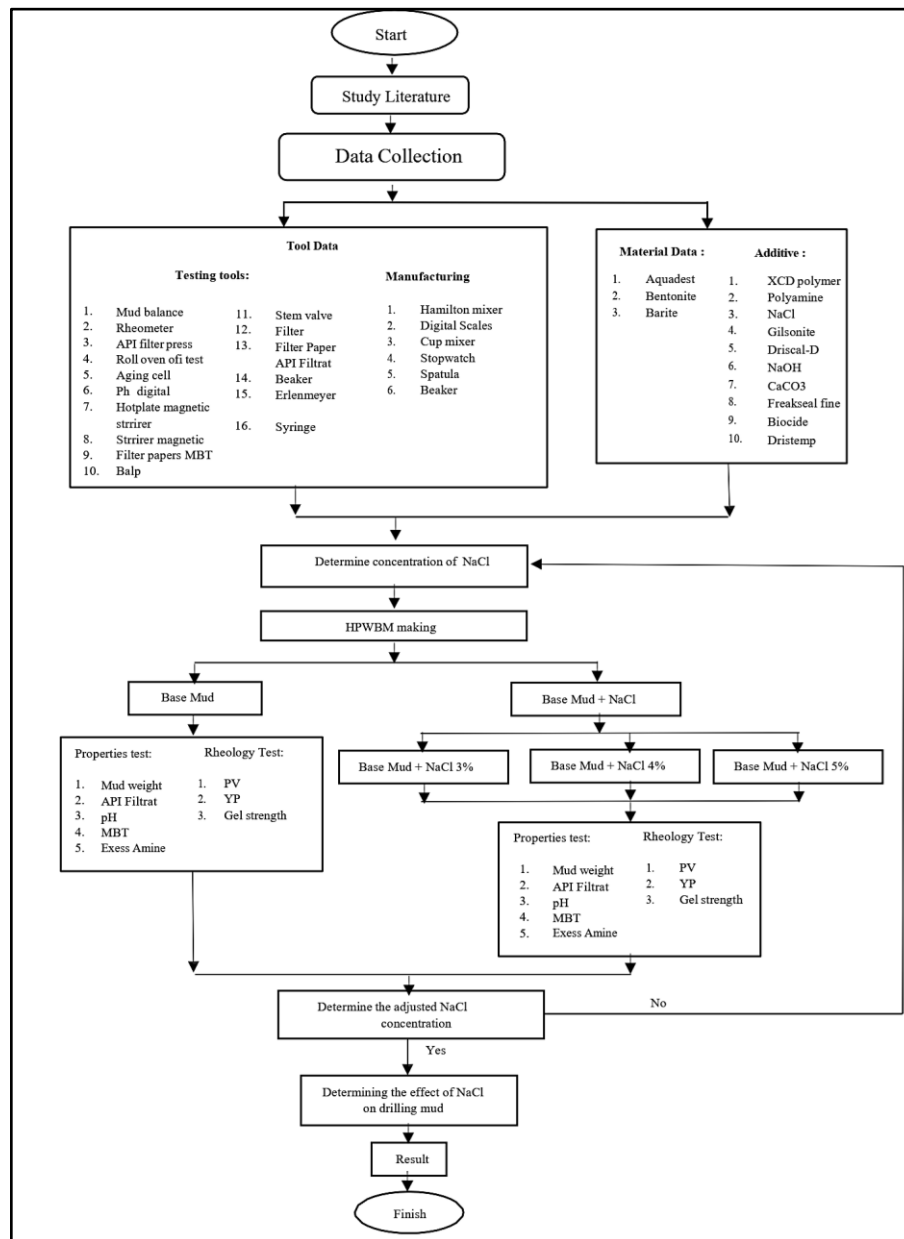 Start
Study Literature
Data Collection
Tool Data
Testing tools:
1. Mud balance
2. Rheometer
3. API filter press
4. Roll oven ofi test
5. Aging cell
6. Ph digital
7. Hotplate magnetic
strrirer
8. Strrirer magnetic
9. Filter papers MBT
10. Balp
11. Stem valve
12. Filter
13. Filter Paper
API Filtrat
14. Beaker
15. Erlenmeyer
16. Syringe
Manufacturing
1. Hamilton mixer
2. Digital Scales
3. Cup mixer
4. Stopwatch
5. Spatula
6. Beaker
Material Data :
1. Aquadest
2. Bentonite
3. Barite
Additive :
1. XCD polymer
2. Polyamine
3. NaCl
4. Gilsonite
5. Driscal-D
6. NaOH
7. CaCO3
8. Freakseal fine
9. Biocide
10. Dristemp
Determine concentration of NaCl
HPWBM making
Base Mud
Base Mud + NaCl
Properties test:
1. Mud weight
2. API Filtrat
3. pH
4. MBT
5. Exess Amine
Rheology Test:
1. PV
2. YP
3. Gel strength
Base Mud + NaCl 3%
Base Mud + NaCl 4%
Base Mud + NaCl 5%
Properties test:
1. Mud weight
2. API Filtrat
3. pH
4. MBT
5. Exess Amine
Rheology Test:
1. PV
2. YP
3. Gel strength
Determine the adjusted NaCl
concentration
No
Yes
Determining the effect of NaCl
on drilling mud
Result
Finish